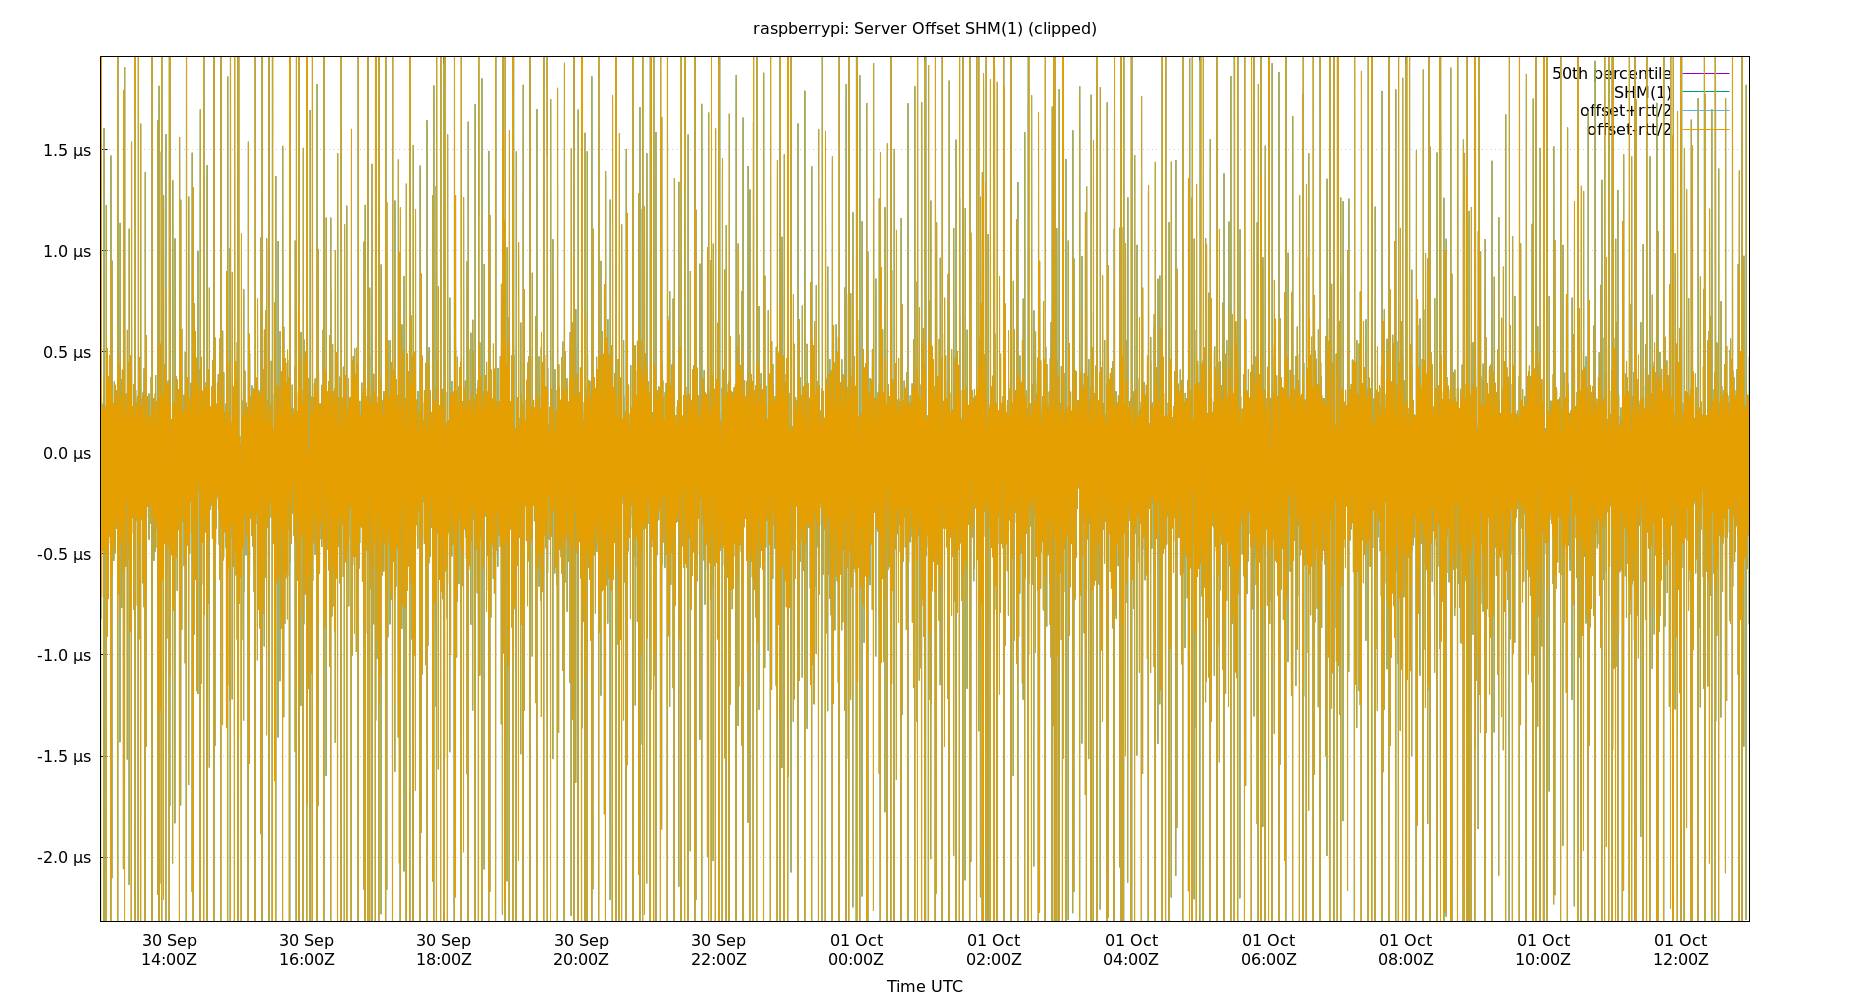 raspberrypi: Server Offset SHM(1) (clipped)
50th percentile
SHM(1)
offset+rtt/2
offset-rtt/2
1.5 µs
1.0 µs
0.5 µs
0.0 µs
-0.5 µs
-1.0 µs
-1.5 µs
-2.0 µs
30 Sep 30 Sep 30 Sep 30 Sep 30 Sep 01 Oct 01 Oct 01 Oct 01 Oct 01 Oct 01 Oct 01 Oct
14:00Z 16:00Z 18:00Z 20:00Z 22:00Z 00:00Z 02:00Z 04:00Z 06:00Z 08:00Z 10:00Z 12:00Z
Time UTC